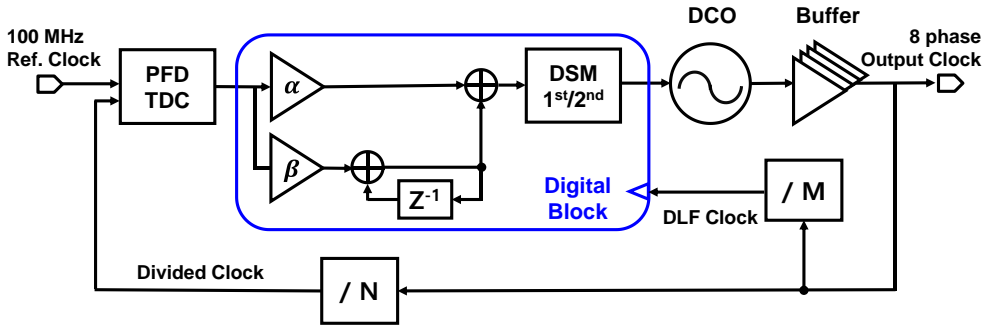 DCO
Buffer
100 MHz
Ref. Clock
8 phase
Output Clock
PFD
TDC
α
DSM
1st/2nd
β
Z-1
Digital
Block
/ M
DLF Clock
Divided Clock
/ N